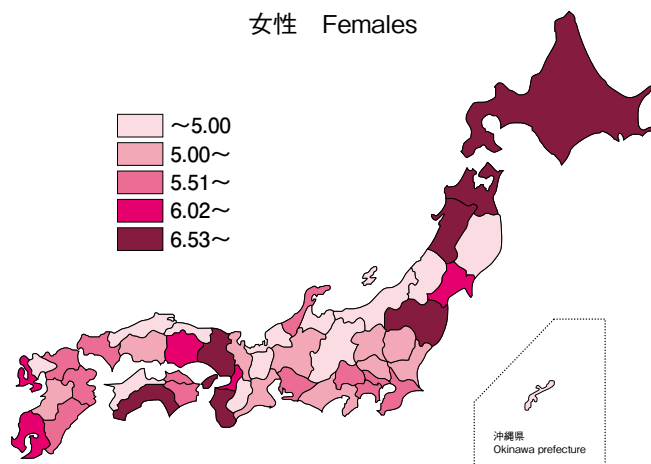 女性 Females
～5.00
5.00～
5.51～
6.02～
6.53～
沖縄県
Okinawa prefecture